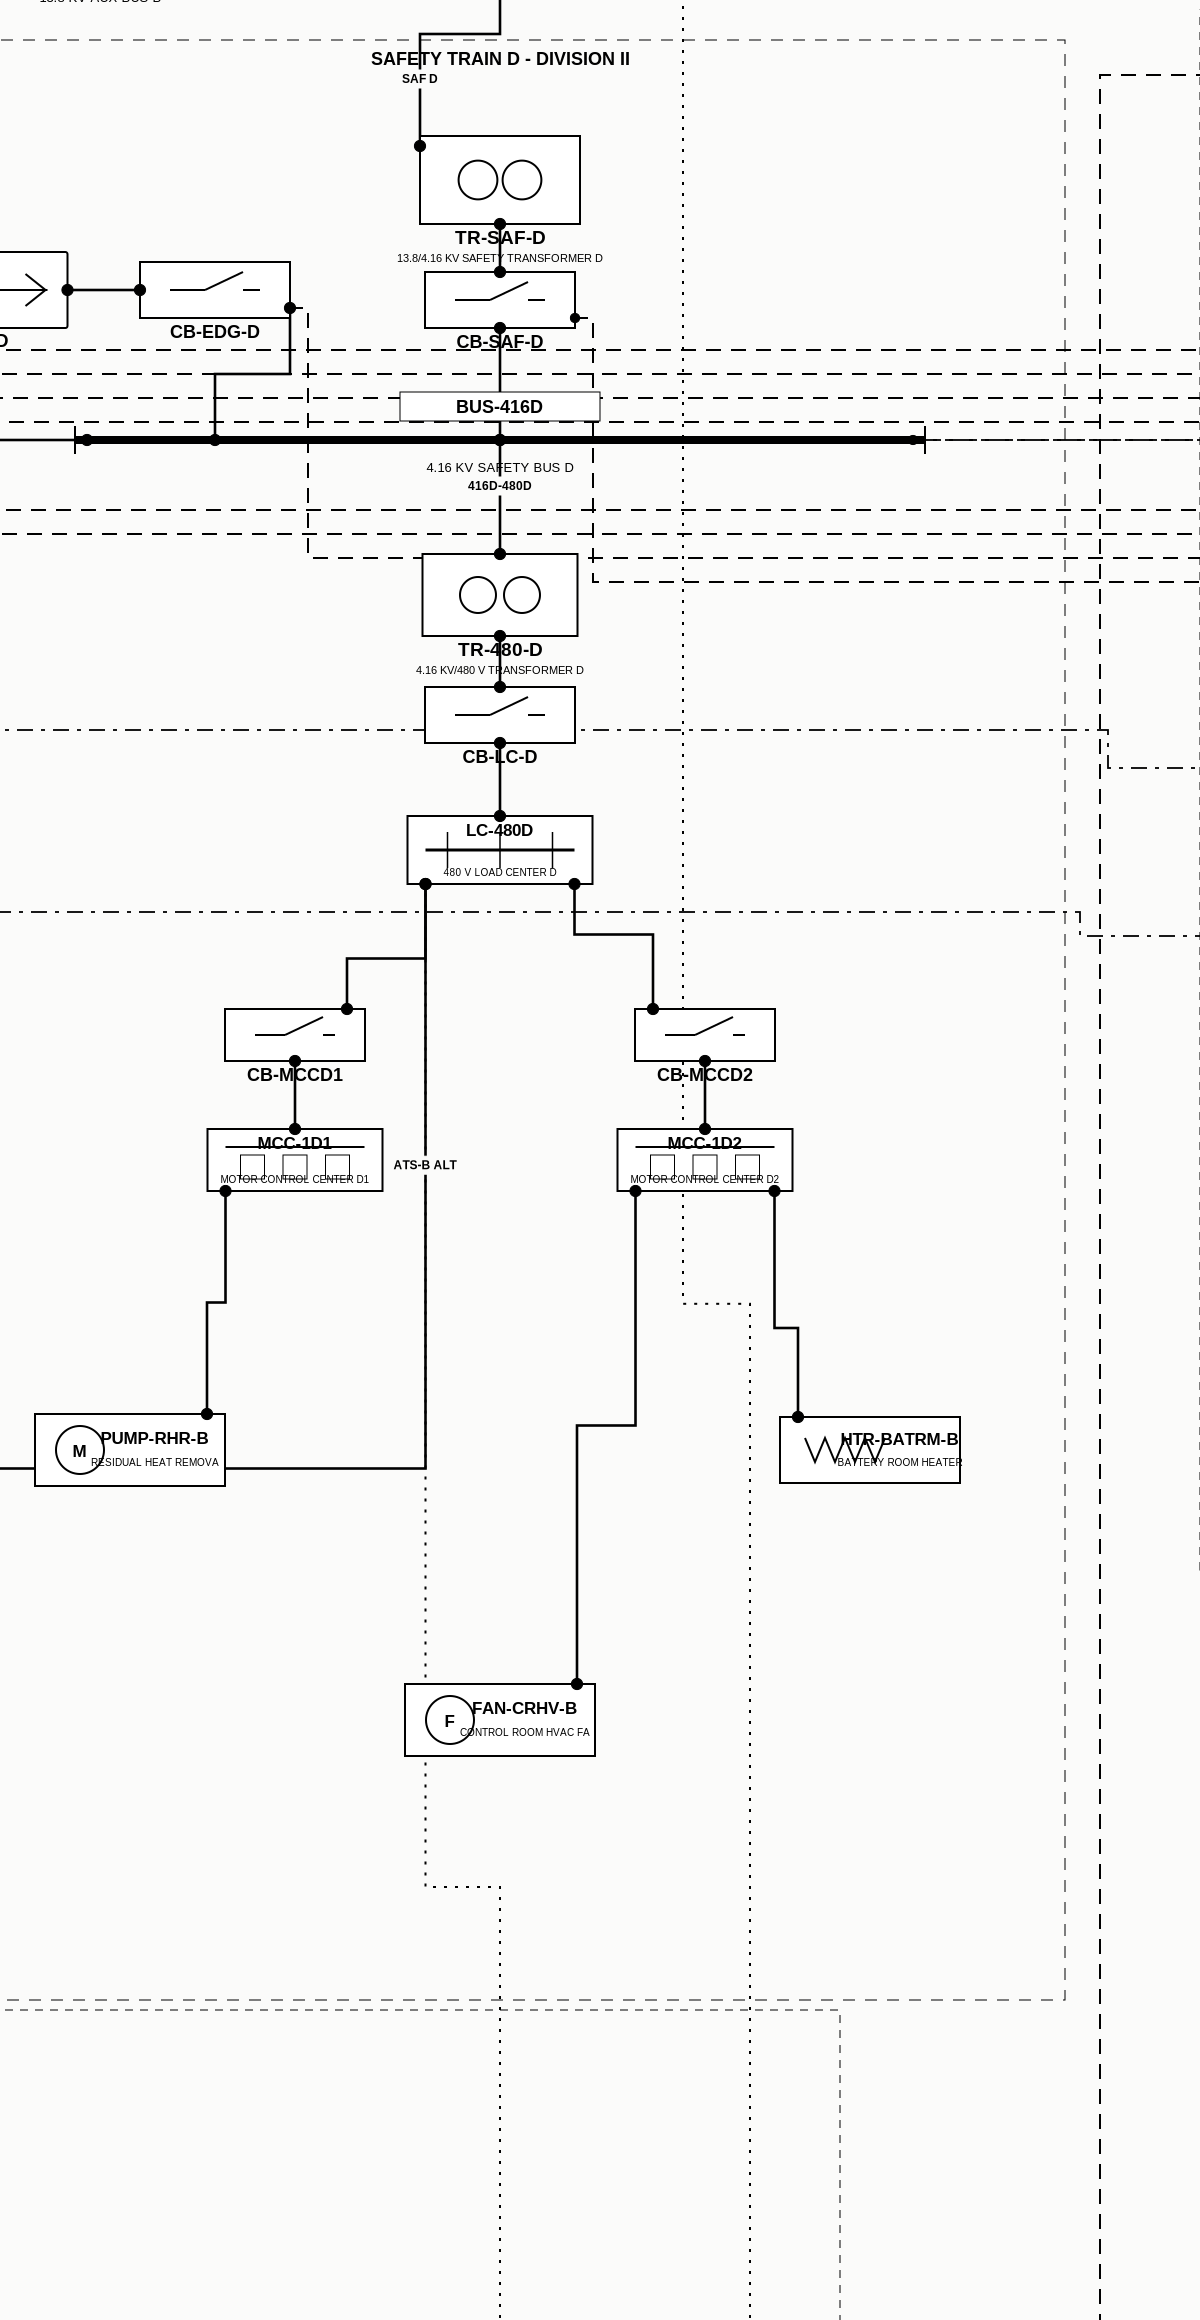 SAFETY TRAIN D - DIVISION II
SAF D
TR-SAF-D
13.8/4.16 KV SAFETY TRANSFORMER D
CB-EDG-D
CB-SAF-D
D
BUS-416D
4.16 KV SAFETY BUS D
416D-480D
TR-480-D
4.16 KV/480 V TRANSFORMER D
CB-LC-D
LC-480D
480 V LOAD CENTER D
CB-MCCD1
CB-MCCD2
MCC-1D1
MOTOR CONTROL CENTER D1
ATS-B ALT
MCC-1D2
MOTOR CONTROL CENTER D2
M
PUMP-RHR-B
RESIDUAL HEAT REMOVA
HTR-BATRM-B
BATTERY ROOM HEATER
F
FAN-CRHV-B
CONTROL ROOM HVAC FA